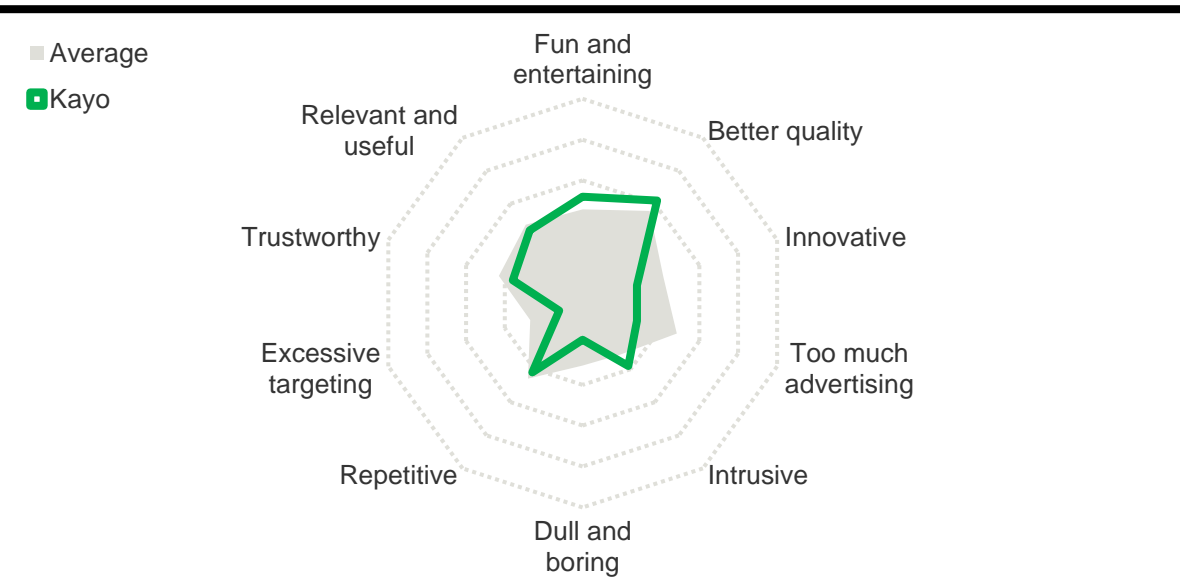 Average
Kayo
Fun and
entertaining
Better quality
Innovative
Too much
advertising
Intrusive
Dull and
boring
Repetitive
Excessive
targeting
Trustworthy
Relevant and
useful